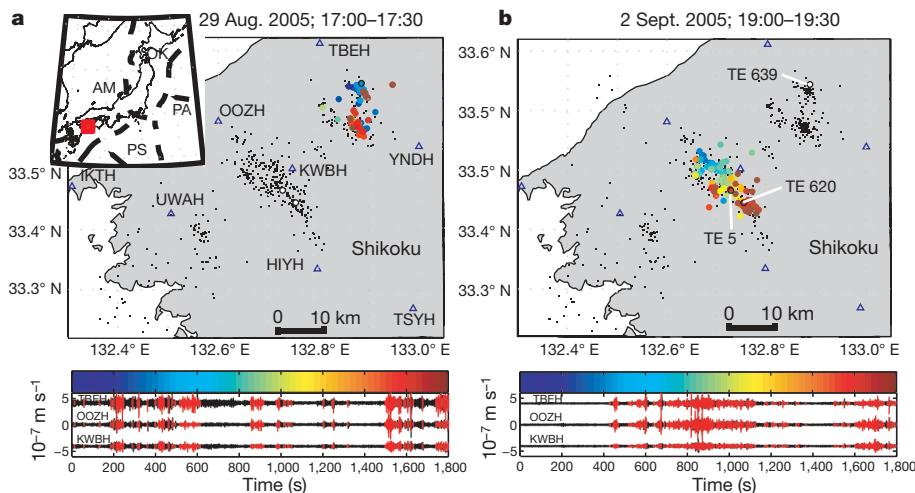 a 29 Aug. 2005; 17:00–17:30
OK
AM
PA
PS
TBEH
OOZH
KWBH
YNDH
IKTH
UWAH
HIYH
TSYH
Shikoku
33.5° N
33.4° N
33.3° N
0 10 km
132.4° E 132.6° E 132.8° E 133.0° E
10⁻⁷ m s⁻¹
5
0
−5
TBEH
OOZH
KWBH
0 200 400 600 800 1,000 1,200 1,400 1,600 1,800
Time (s)
b 2 Sept. 2005; 19:00–19:30
33.6° N
33.5° N
33.5° N
33.4° N
33.3° N
TE 639
TE 620
TE 5
Shikoku
0 10 km
132.4° E 132.6° E 132.8° E 133.0° E
10⁻⁷ m s⁻¹
5
0
−5
TBEH
OOZH
KWBH
0 200 400 600 800 1,000 1,200 1,400 1,600 1,800
Time (s)